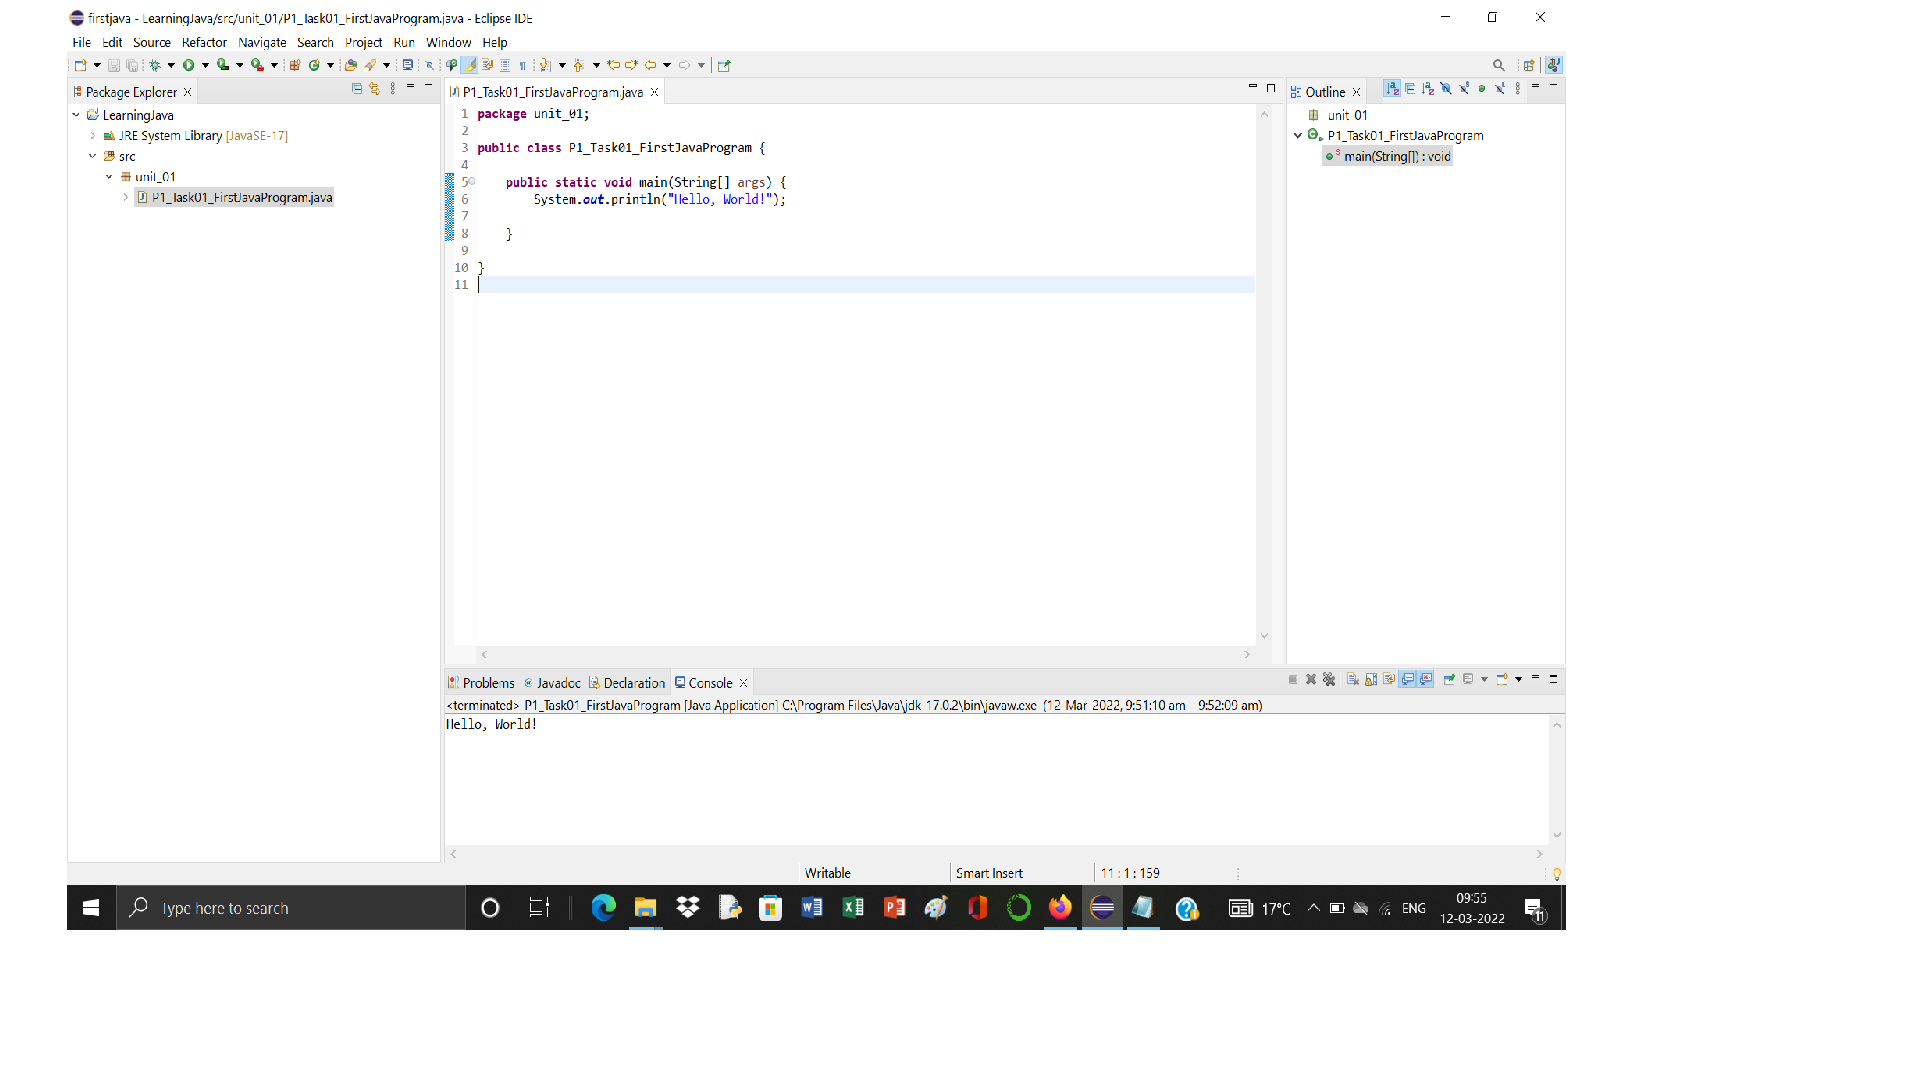 firstjava - LearningJava/src/unit_01/P1_Task01_FirstJavaProgram.java - Eclipse IDE
File Edit Source Refactor Navigate Search Project Run Window Help
Package Explorer
LearningJava
JRE System Library [JavaSE-17]
src
unit_01
P1_Task01_FirstJavaProgram.java
P1_Task01_FirstJavaProgram.java
1 package unit_01;
2
3 public class P1_Task01_FirstJavaProgram {
4
5 public static void main(String[] args) {
6 System.out.println("Hello, World!");
7
8 }
9
10 }
11
Outline
unit_01
P1_Task01_FirstJavaProgram
main(String[]) : void
Problems Javadoc Declaration Console
<terminated> P1_Task01_FirstJavaProgram [Java Application] C:\Program Files\Java\jdk-17.0.2\bin\javaw.exe (12-Mar-2022, 9:51:10 am – 9:52:09 am)
Hello, World!
Writable Smart Insert 11 : 1 : 159
Type here to search
17°C ENG
09:55
12-03-2022
11